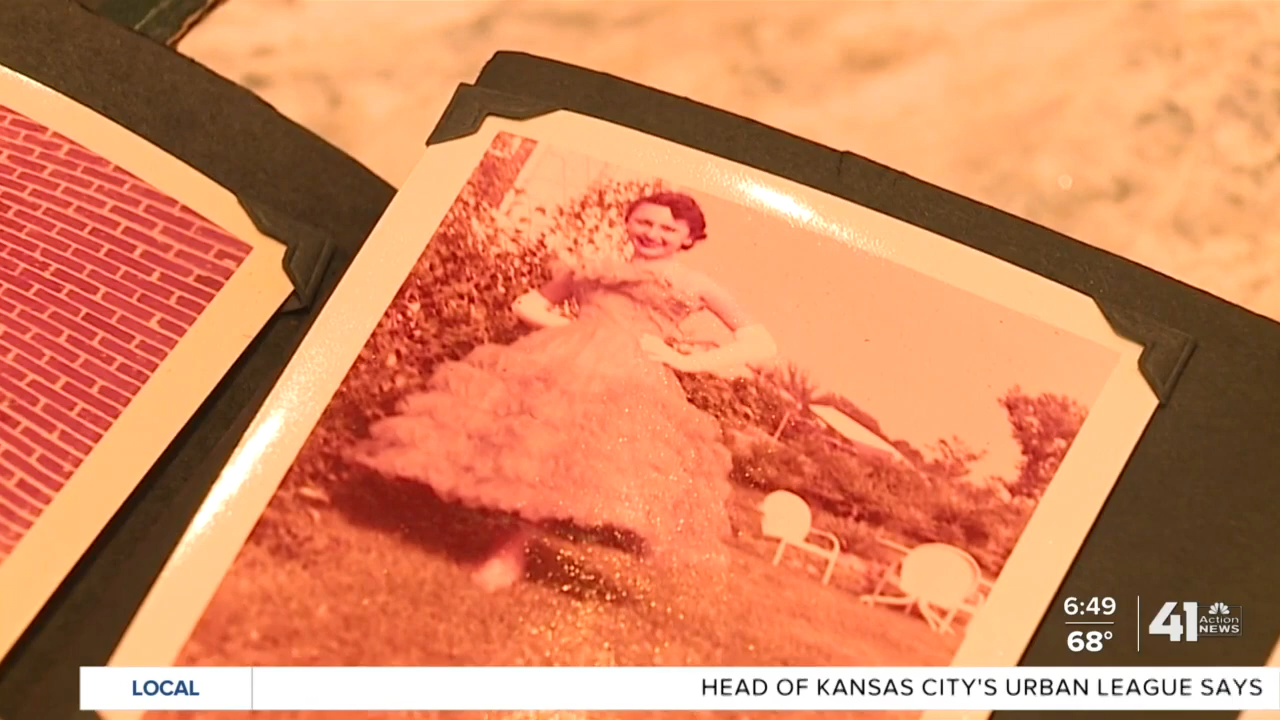 6:49
68°
41 Action NEWS
LOCAL
HEAD OF KANSAS CITY'S URBAN LEAGUE SAYS